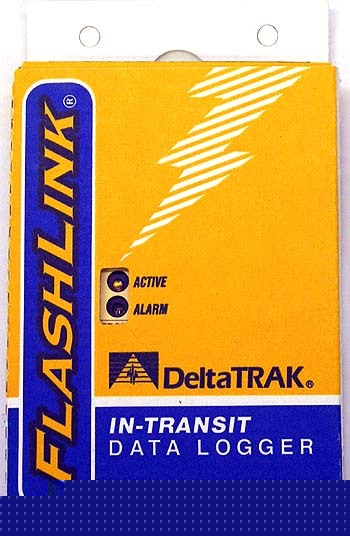 FLASHLINK®
ACTIVE
ALARM
DeltaTRAK®
IN-TRANSIT
DATA LOGGER